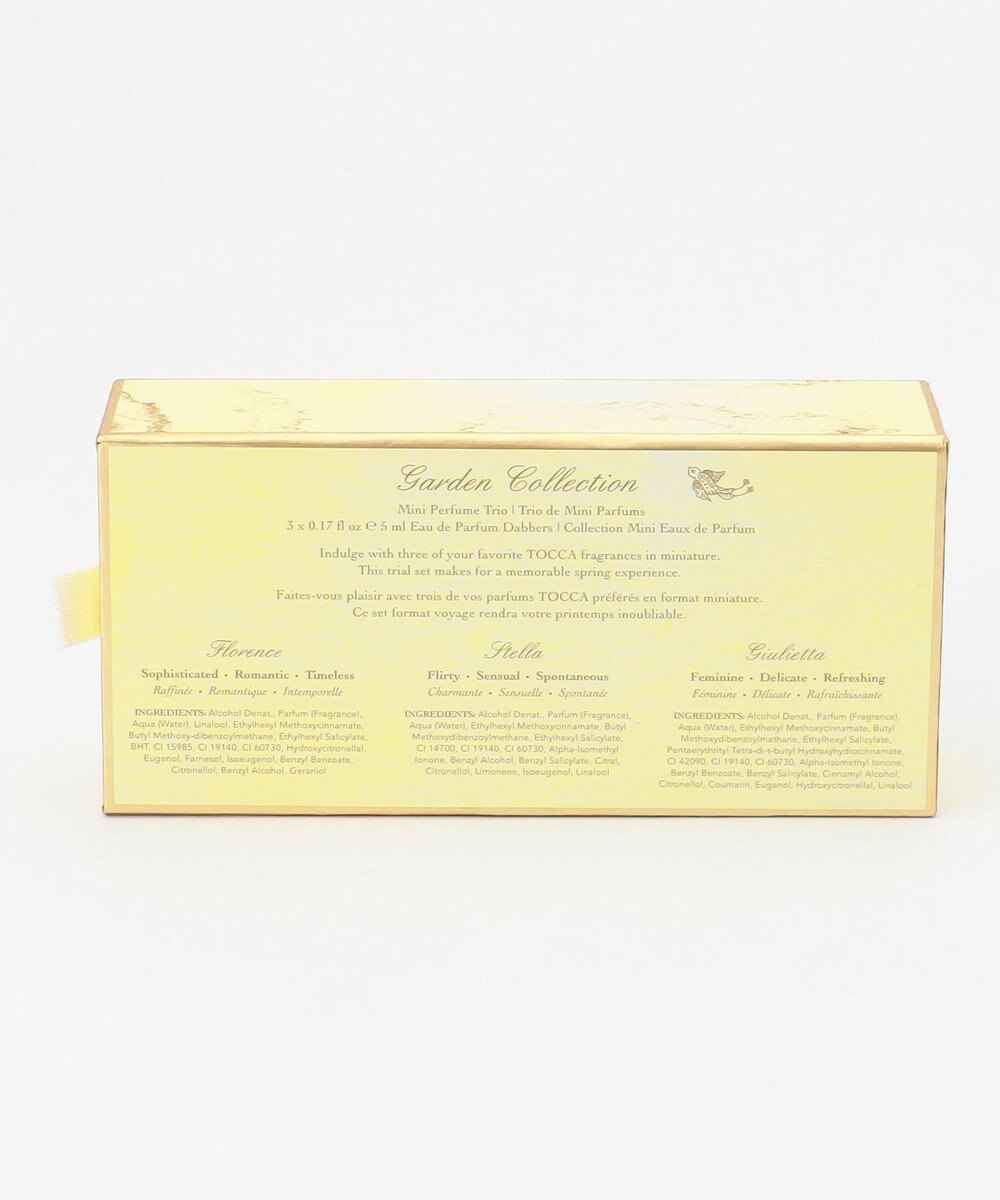 Garden Collection
Mini Perfume Trio | Trio de Mini Parfums
3 x 0.17 fl oz ℮ 5 ml Eau de Parfum Dabbers | Collection Mini Eaux de Parfum
Indulge with three of your favorite TOCCA fragrances in miniature.
This trial set makes for a memorable spring experience.
Faites-vous plaisir avec trois de vos parfums TOCCA préférés en format miniature.
Ce set format voyage rendra votre printemps inoubliable.
Florence
Sophisticated • Romantic • Timeless
Raffinée • Romantique • Intemporelle
INGREDIENTS: Alcohol Denat., Parfum (Fragrance),
Aqua (Water), Linalool, Ethylhexyl Methoxycinnamate,
Butyl Methoxy-dibenzoylmethane, Ethylhexyl Salicylate,
BHT, CI 15985, CI 19140, CI 60730, Hydroxycitronellal,
Eugenol, Farnesol, Isoeugenol, Benzyl Benzoate,
Citronellol, Benzyl Alcohol, Geraniol
Stella
Flirty • Sensual • Spontaneous
Charmante • Sensuelle • Spontanée
INGREDIENTS: Alcohol Denat., Parfum (Fragrance),
Aqua (Water), Ethylhexyl Methoxycinnamate, Butyl
Methoxydibenzoylmethane, Ethylhexyl Salicylate,
CI 14700, CI 19140, CI 60730, Alpha-Isomethyl
Ionone, Benzyl Alcohol, Benzyl Salicylate, Citral,
Citronellol, Limonene, Isoeugenol, Linalool
Giulietta
Feminine • Delicate • Refreshing
Féminine • Délicate • Rafraîchissante
INGREDIENTS: Alcohol Denat., Parfum (Fragrance),
Aqua (Water), Ethylhexyl Methoxycinnamate, Butyl
Methoxydibenzoylmethane, Ethylhexyl Salicylate,
Pentaerythrityl Tetra-di-t-butyl Hydroxyhydrocinnamate,
CI 42090, CI 19140, CI 60730, Alpha-Isomethyl Ionone,
Benzyl Benzoate, Benzyl Salicylate, Cinnamyl Alcohol,
Citronellol, Coumarin, Eugenol, Hydroxycitronellal, Linalool